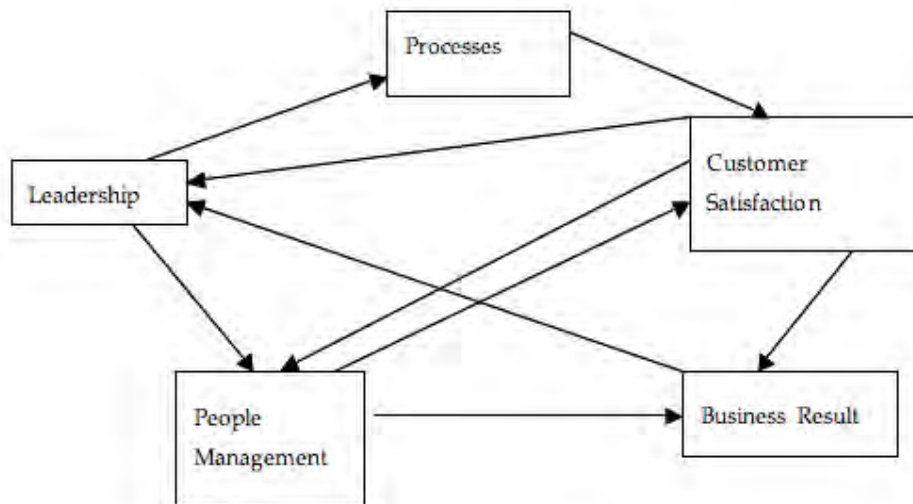 Processes
Customer
Satisfaction
Leadership
People
Management
Business Result